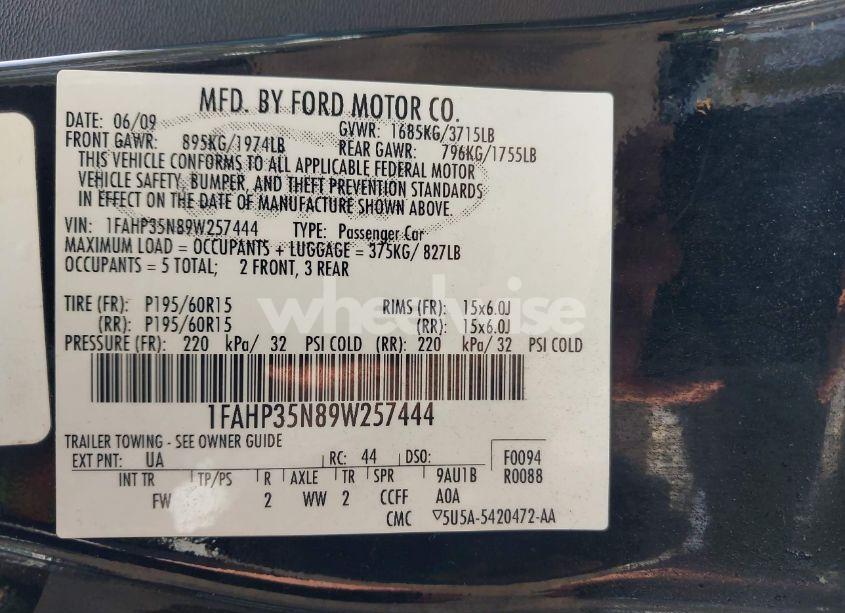 MFD. BY FORD MOTOR CO.
DATE: 06/09 GVWR: 1685KG/3715LB
FRONT GAWR: 895KG/1974LB REAR GAWR: 796KG/1755LB
THIS VEHICLE CONFORMS TO ALL APPLICABLE FEDERAL MOTOR
VEHICLE SAFETY, BUMPER, AND THEFT PREVENTION STANDARDS
IN EFFECT ON THE DATE OF MANUFACTURE SHOWN ABOVE.
VIN: 1FAHP35N89W257444 TYPE: Passenger Car
MAXIMUM LOAD = OCCUPANTS + LUGGAGE = 375KG/ 827LB
OCCUPANTS = 5 TOTAL; 2 FRONT, 3 REAR
wheelwise
TIRE (FR): P195/60R15 RIMS (FR): 15x6.0J
(RR): P195/60R15 (RR): 15x6.0J
PRESSURE (FR): 220 kPa/ 32 PSI COLD (RR): 220 kPa/ 32 PSI COLD
1FAHP35N89W257444
TRAILER TOWING - SEE OWNER GUIDE
EXT PNT: UA RC: 44 DSO: F0094
INT TR TP/PS R AXLE TR SPR 9AU1B R0088
FW 2 WW 2 CCFF A0A
CMC ▽5U5A-5420472-AA